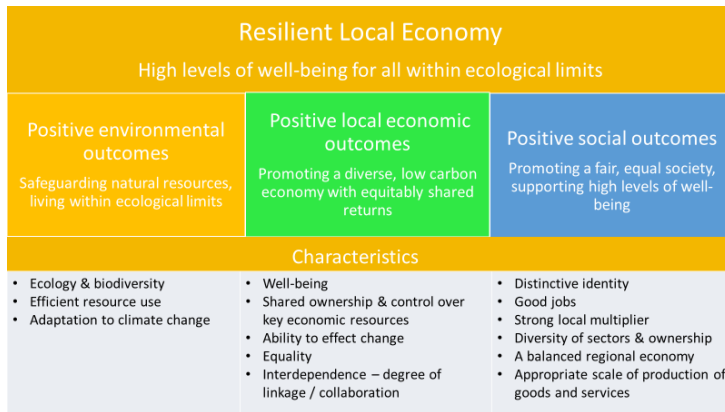 Resilient Local Economy
High levels of well-being for all within ecological limits
Positive environmental
outcomes
Safeguarding natural resources,
living within ecological limits
Positive local economic
outcomes
Promoting a diverse, low carbon
economy with equitably shared
returns
Positive social outcomes
Promoting a fair, equal society,
supporting high levels of well-
being
Characteristics
• Ecology & biodiversity
• Efficient resource use
• Adaptation to climate change
• Well-being
• Shared ownership & control over
key economic resources
• Ability to effect change
• Equality
• Interdependence – degree of
linkage / collaboration
• Distinctive identity
• Good jobs
• Strong local multiplier
• Diversity of sectors & ownership
• A balanced regional economy
• Appropriate scale of production of
goods and services